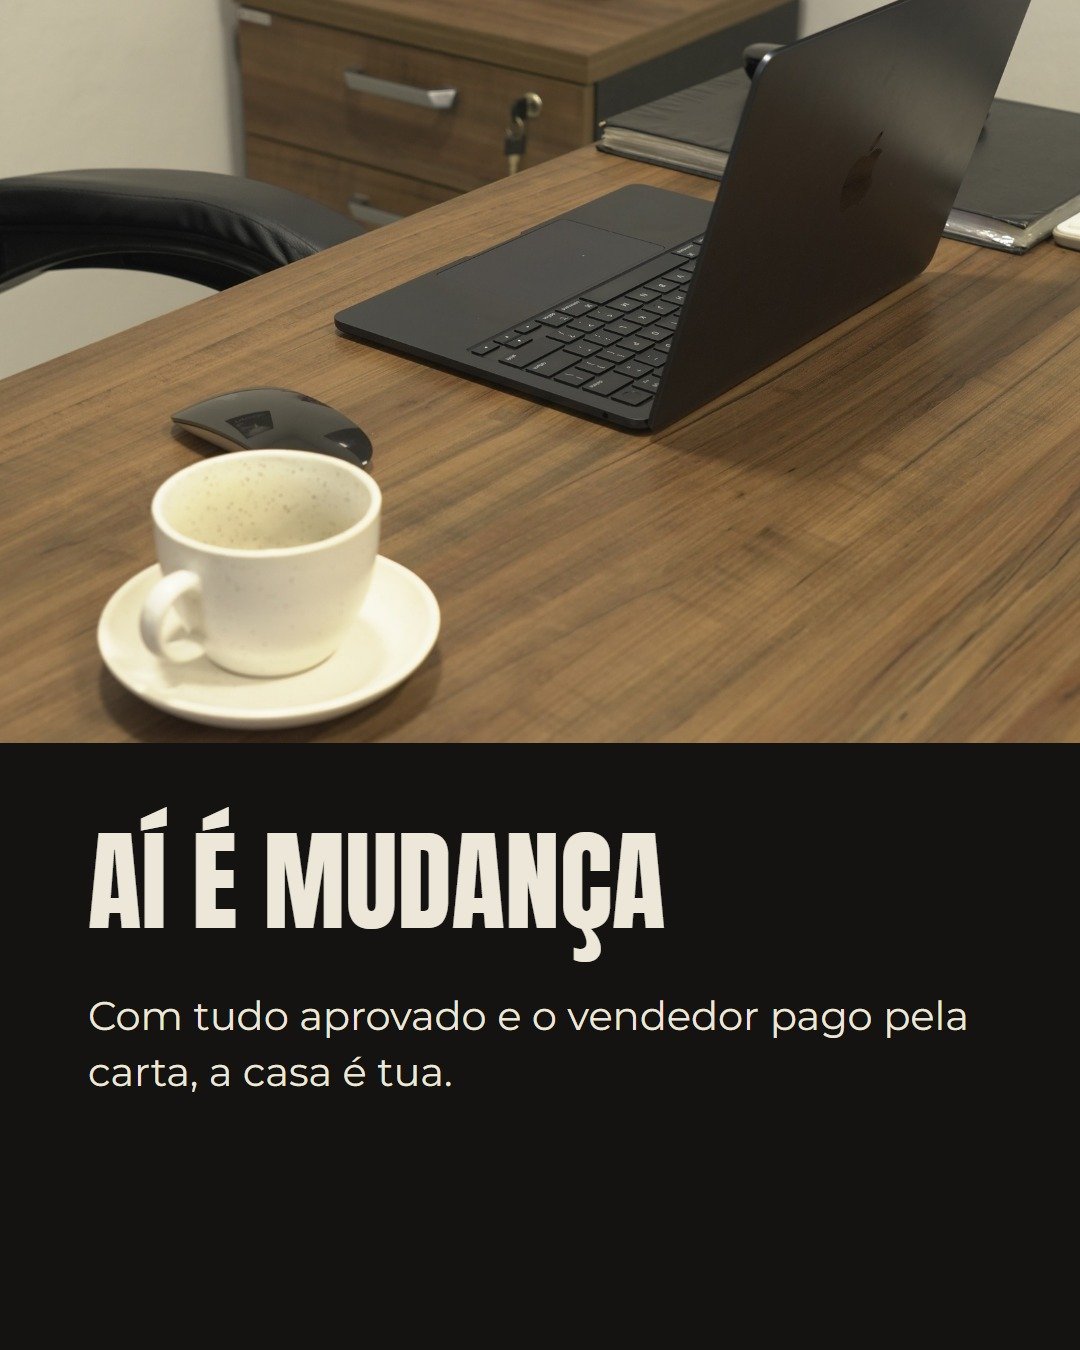 AÍ É MUDANÇA
Com tudo aprovado e o vendedor pago pela
carta, a casa é tua.